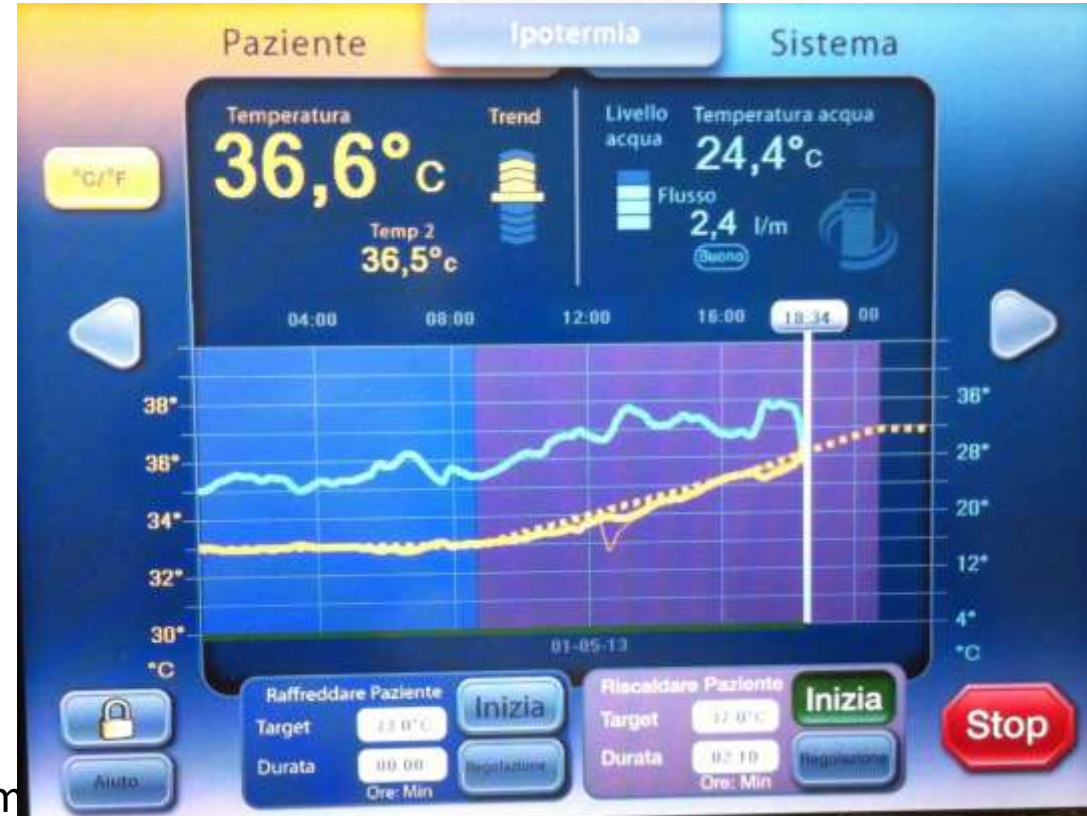 Paziente
Ipotermia
Sistema
°C/°F
Temperatura
Trend
36,6°C
Temp 2
36,5°C
Livello acqua
Temperatura acqua
24,4°C
Flusso
2,4 l/m
Buono
04:00 08:00 12:00 16:00 18:34 00
38°
36°
34°
32°
30°
°C
36°
28°
20°
12°
4°
°C
01-05-13
Raffreddare Paziente
Inizia
Target
Durata 00:00
Regolazione
Ore: Min
Riscaldare Paziente
Inizia
Target 37.0°C
Durata 02:10
Regolazione
Ore: Min
Aiuto
Stop
m